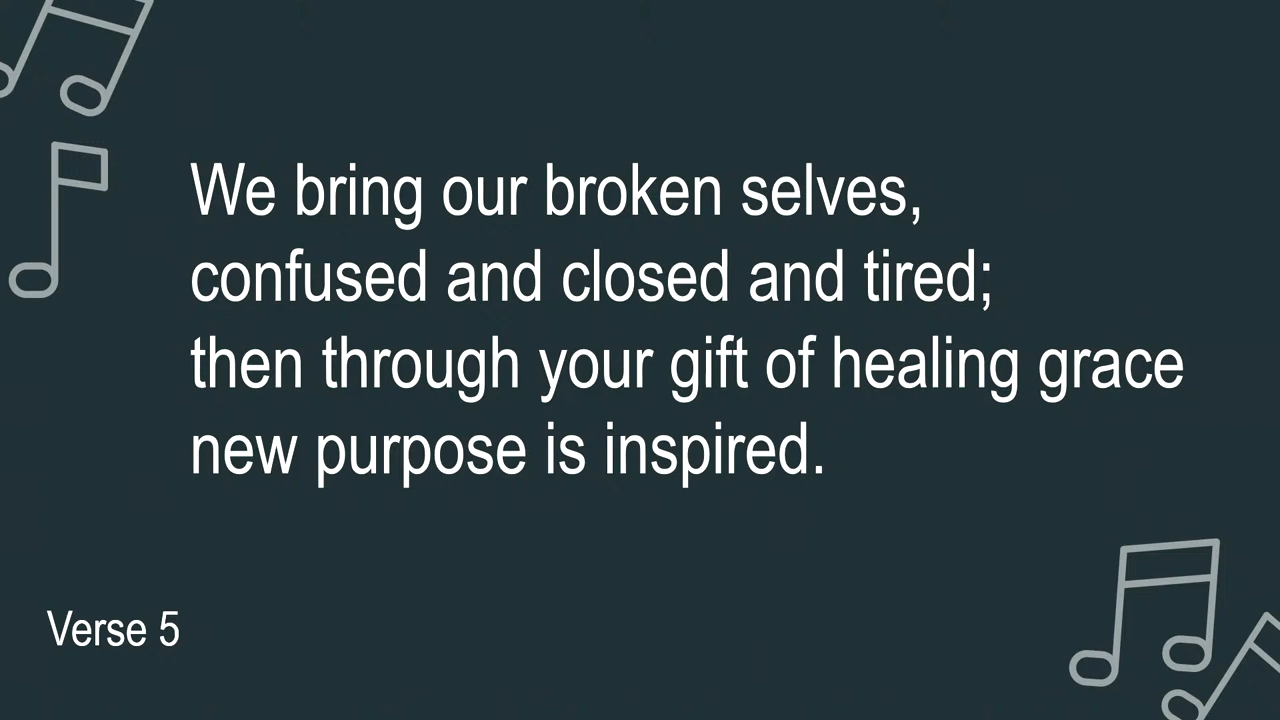 We bring our broken selves,
confused and closed and tired;
then through your gift of healing grace
new purpose is inspired.
Verse 5